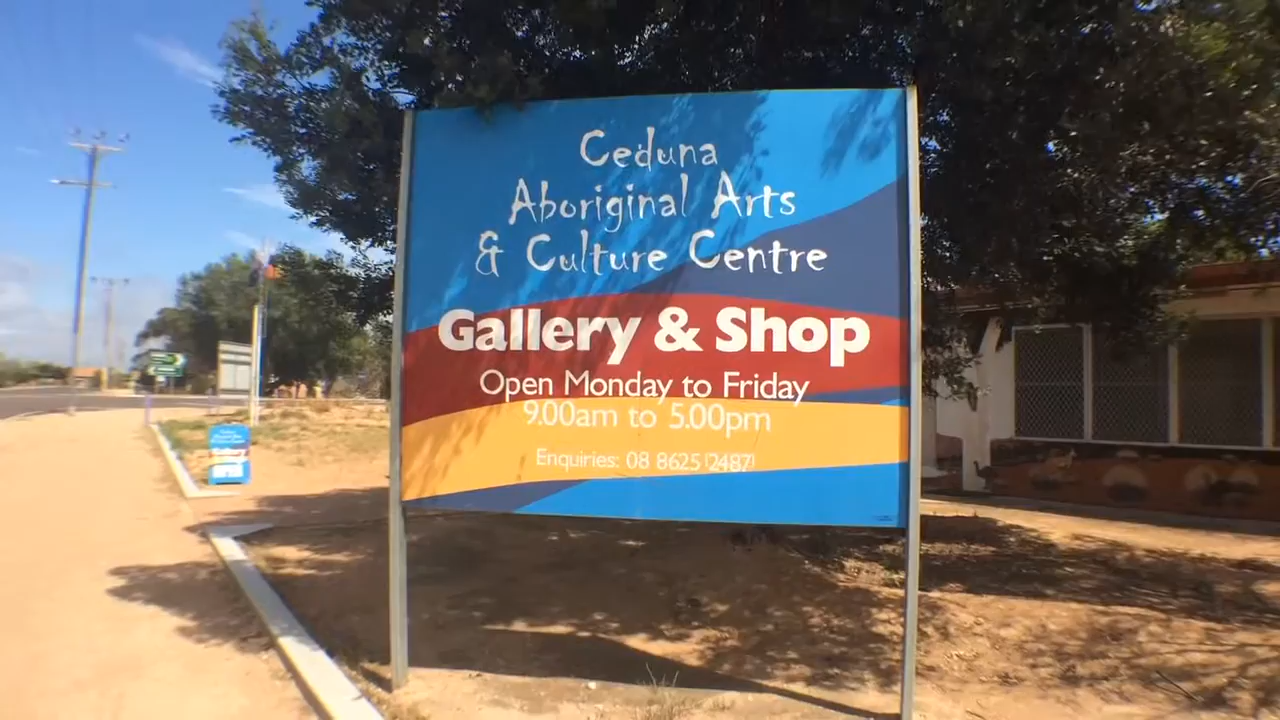 Ceduna
Aboriginal Arts
& Culture Centre
Gallery & Shop
Open Monday to Friday
9.00am to 5.00pm
Enquiries: 08 8625 2487